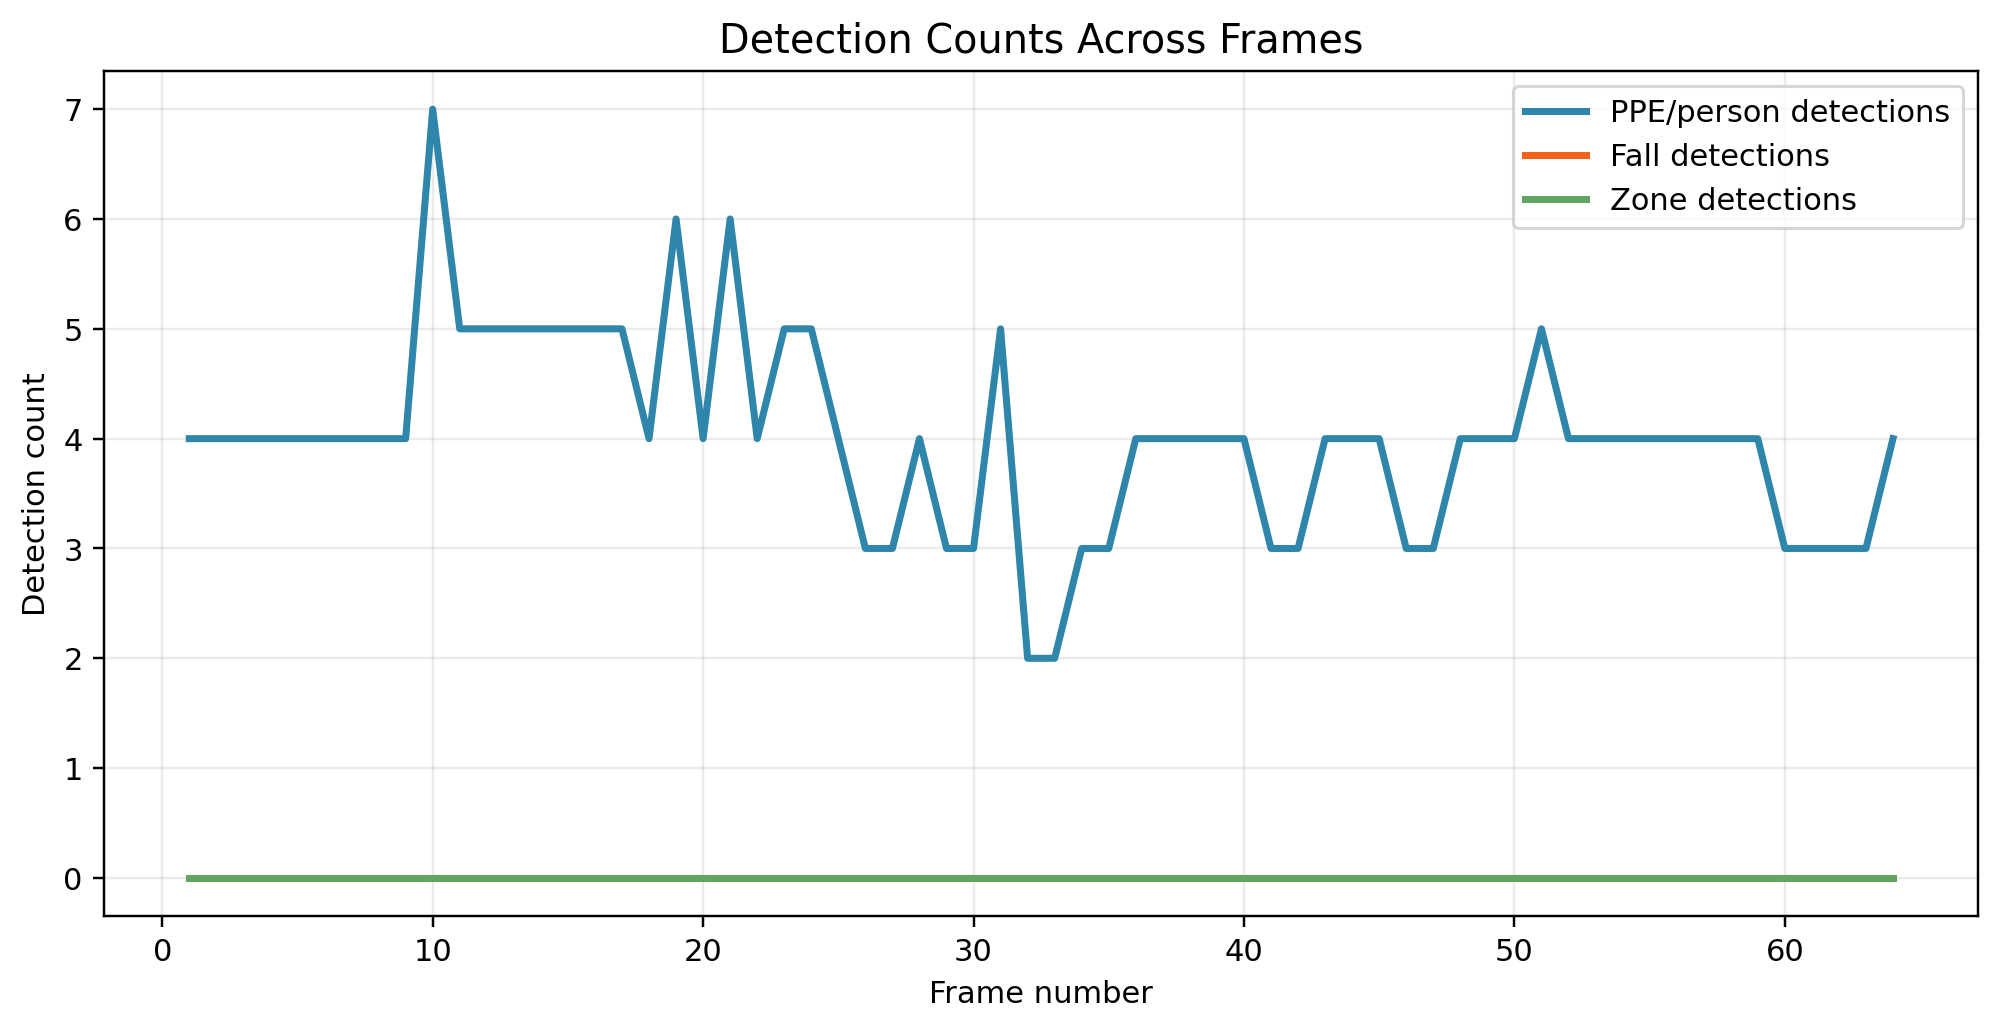 Detection Counts Across Frames
PPE/person detections
Fall detections
Zone detections
Detection count
7
6
5
4
3
2
1
0
0 10 20 30 40 50 60
Frame number